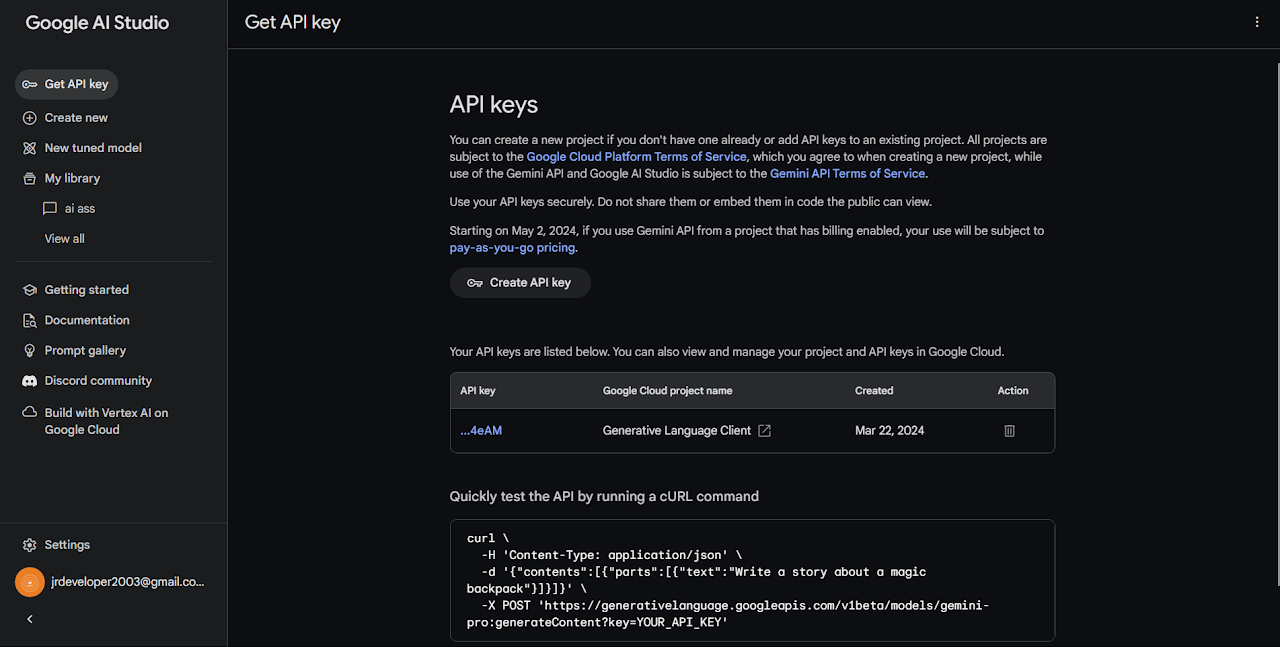 Google AI Studio
Get API key
Create new
New tuned model
My library
ai ass
View all
Getting started
Documentation
Prompt gallery
Discord community
Build with Vertex AI on
Google Cloud
Settings
jrdeveloper2003@gmail.co...
Get API key
API keys
You can create a new project if you don't have one already or add API keys to an existing project. All projects are
subject to the Google Cloud Platform Terms of Service, which you agree to when creating a new project, while
use of the Gemini API and Google AI Studio is subject to the Gemini API Terms of Service.
Use your API keys securely. Do not share them or embed them in code the public can view.
Starting on May 2, 2024, if you use Gemini API from a project that has billing enabled, your use will be subject to
pay-as-you-go pricing.
Create API key
Your API keys are listed below. You can also view and manage your project and API keys in Google Cloud.
API key Google Cloud project name Created Action
...4eAM Generative Language Client Mar 22, 2024
Quickly test the API by running a cURL command
curl \
-H 'Content-Type: application/json' \
-d '{"contents":[{"parts":[{"text":"Write a story about a magic
backpack"}]}]}' \
-X POST 'https://generativelanguage.googleapis.com/v1beta/models/gemini-
pro:generateContent?key=YOUR_API_KEY'